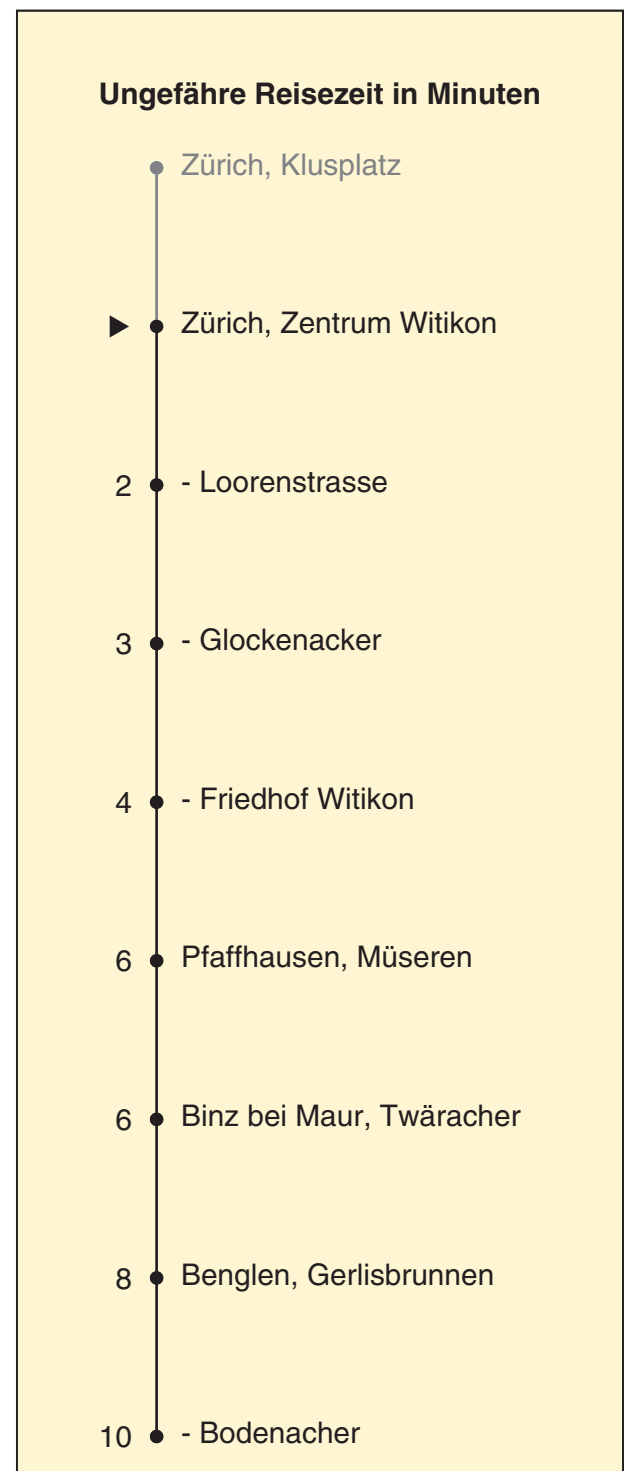 Ungefähre Reisezeit in Minuten
Zürich, Klusplatz
Zürich, Zentrum Witikon
2 - Loorenstrasse
3 - Glockenacker
4 - Friedhof Witikon
6 Pfaffhausen, Müseren
6 Binz bei Maur, Twäracher
8 Benglen, Gerlisbrunnen
10 - Bodenacher